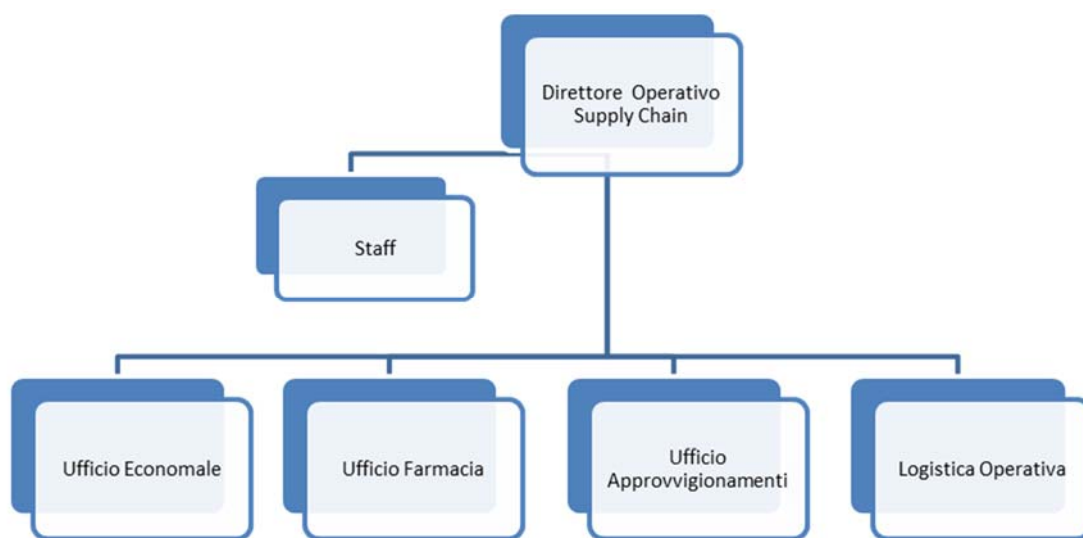 Direttore Operativo
Supply Chain
Staff
Ufficio Economale
Ufficio Farmacia
Ufficio
Approvvigionamenti
Logistica Operativa